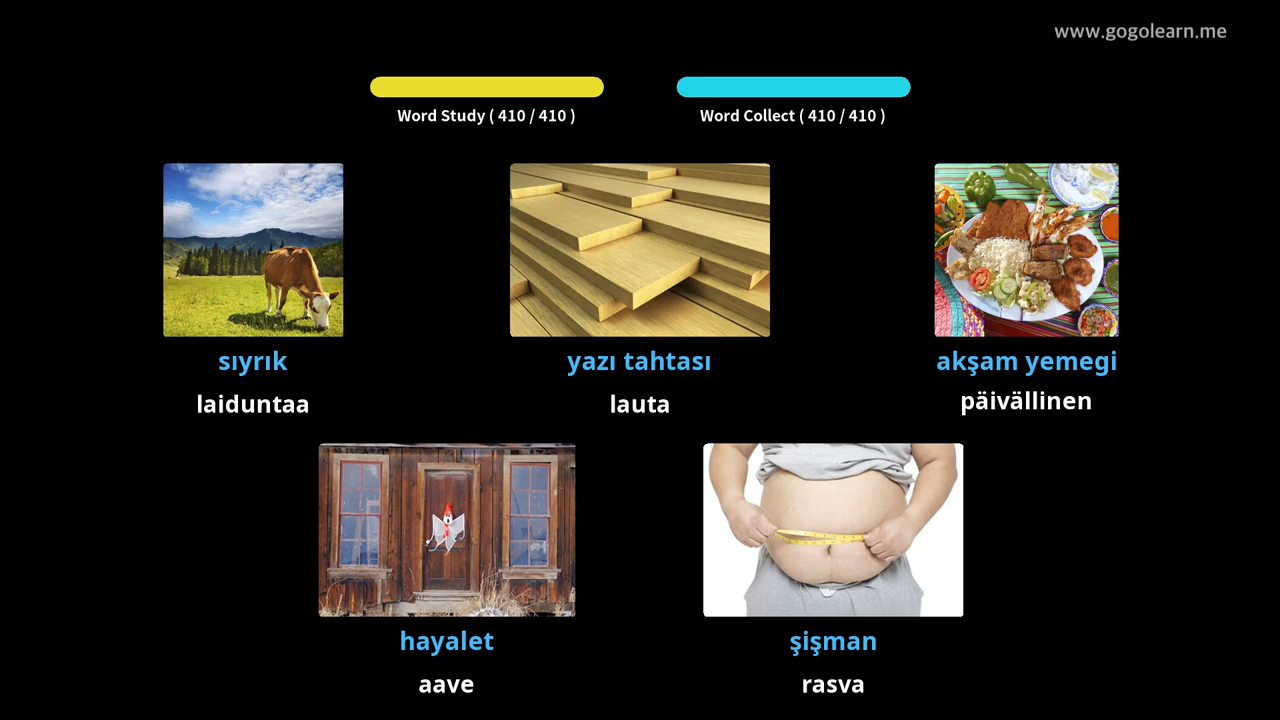 www.gogolearn.me
Word Study ( 410 / 410 )
Word Collect ( 410 / 410 )
sıyrık
yazı tahtası
akşam yemegi
laiduntaa
lauta
päivällinen
hayalet
şişman
aave
rasva